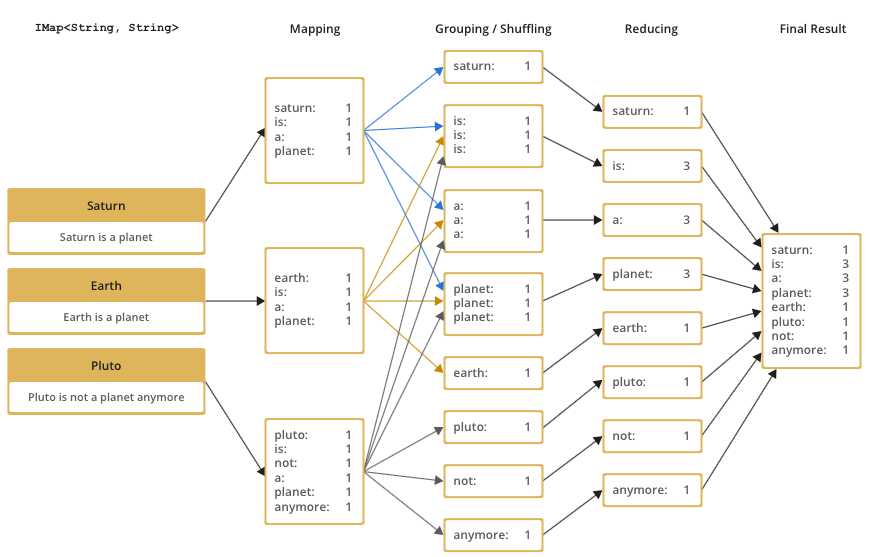 IMap<String, String>
Mapping
Grouping / Shuffling
Reducing
Final Result
Saturn
Saturn is a planet
Earth
Earth is a planet
Pluto
Pluto is not a planet anymore
saturn: 1
is: 1
a: 1
planet: 1
earth: 1
is: 1
a: 1
planet: 1
pluto: 1
is: 1
not: 1
a: 1
planet: 1
anymore: 1
saturn: 1
is: 1
is: 1
is: 1
a: 1
a: 1
a: 1
planet: 1
planet: 1
planet: 1
earth: 1
pluto: 1
not: 1
anymore: 1
saturn: 1
is: 3
a: 3
planet: 3
earth: 1
pluto: 1
not: 1
anymore: 1
saturn: 1
is: 3
a: 3
planet: 3
earth: 1
pluto: 1
not: 1
anymore: 1